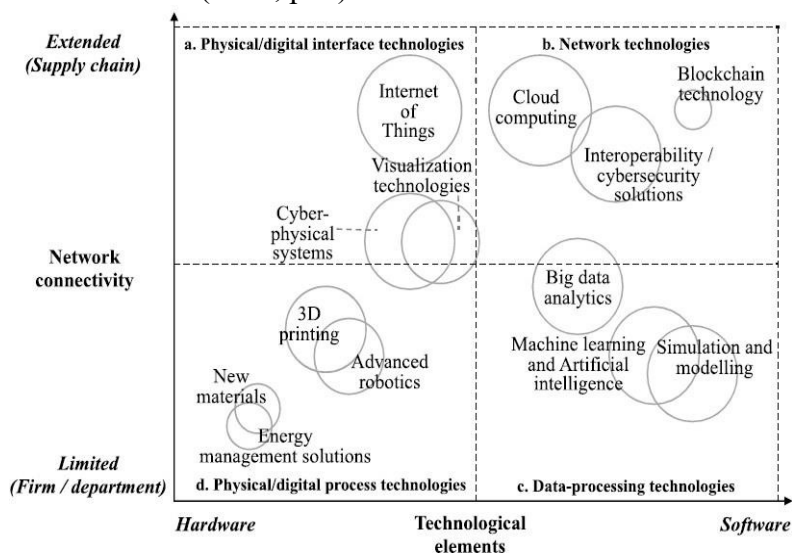 Extended
(Supply chain)
a. Physical/digital interface technologies
b. Network technologies
Internet
of
Things
Cloud
computing
Blockchain
technology
Interoperability /
cybersecurity
solutions
Visualization
technologies
Cyber-
physical
systems
Network
connectivity
Big data
analytics
3D
printing
Advanced
robotics
Machine learning
and Artificial
intelligence
Simulation and
modelling
New
materials
Energy
management solutions
Limited
(Firm / department)
d. Physical/digital process technologies
c. Data-processing technologies
Hardware
Technological
elements
Software